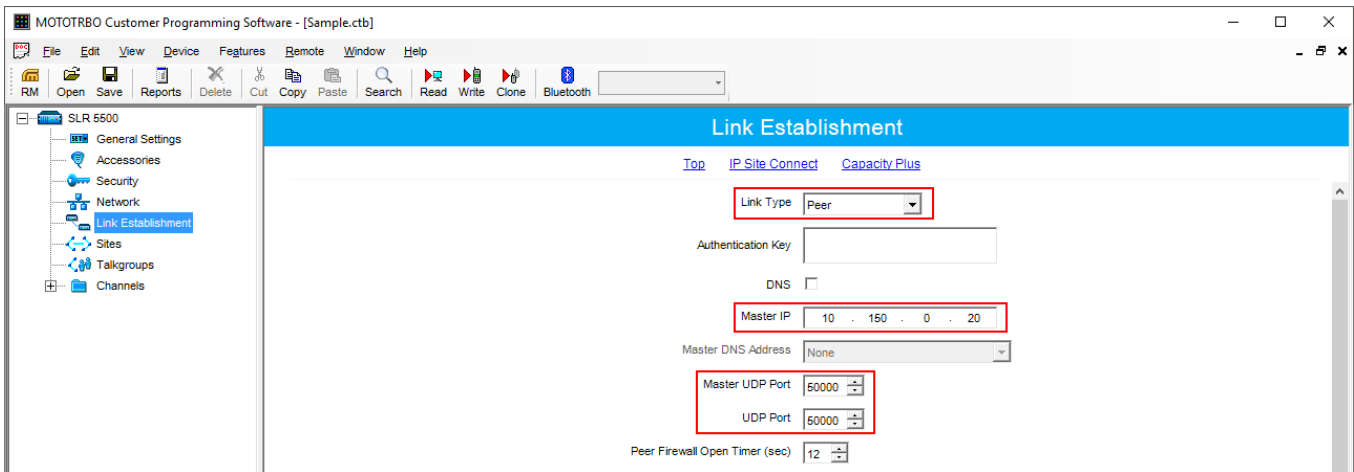 MOTOTRBO Customer Programming Software - [Sample.ctb]
File Edit View Device Features Remote Window Help
RM Open Save Reports Delete Cut Copy Paste Search Read Write Clone Bluetooth
SLR 5500
General Settings
Accessories
Security
Network
Link Establishment
Sites
Talkgroups
Channels
Link Establishment
Top IP Site Connect Capacity Plus
Link Type Peer
Authentication Key
DNS
Master IP 10 . 150 . 0 . 20
Master DNS Address None
Master UDP Port 50000
UDP Port 50000
Peer Firewall Open Timer (sec) 12